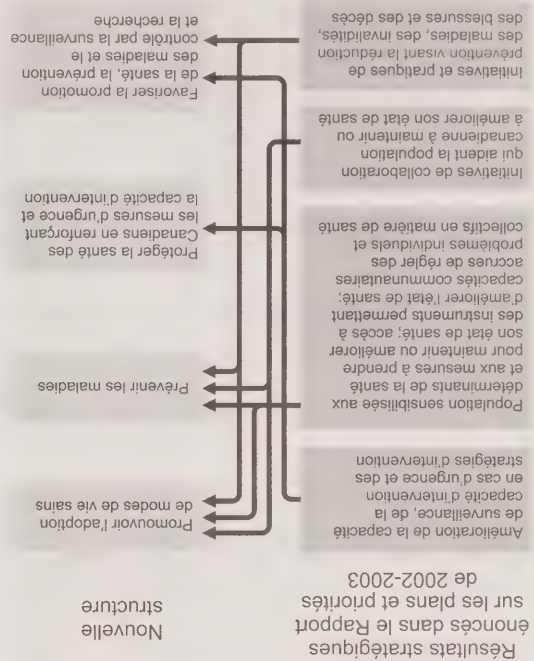 Résultats stratégiques
énoncés dans le Rapport
sur les plans et priorités
de 2002-2003
Amélioration de la capacité
de surveillance, de la
capacité d'intervention
en cas d'urgence et des
stratégies d'intervention
Population sensibilisée aux
déterminants de la santé
et aux mesures à prendre
pour maintenir ou améliorer
son état de santé; accès à
des instruments permettant
d'améliorer l'état de santé;
capacités communautaires
accrues de régler des
problèmes individuels et
collectifs en matière de santé
Initiatives de collaboration
qui aident la population
canadienne à maintenir ou
à améliorer son état de santé
Initiatives et pratiques de
prévention visant la réduction
des maladies, des invalidités,
des blessures et des décès
Nouvelle
structure
Promouvoir l'adoption
de modes de vie sains
Prévenir les maladies
Protéger la santé des
Canadiens en renforçant
les mesures d'urgence et
la capacité d'intervention
Favoriser la promotion
de la santé, la prévention
des maladies et le
contrôle par la surveillance
et la recherche